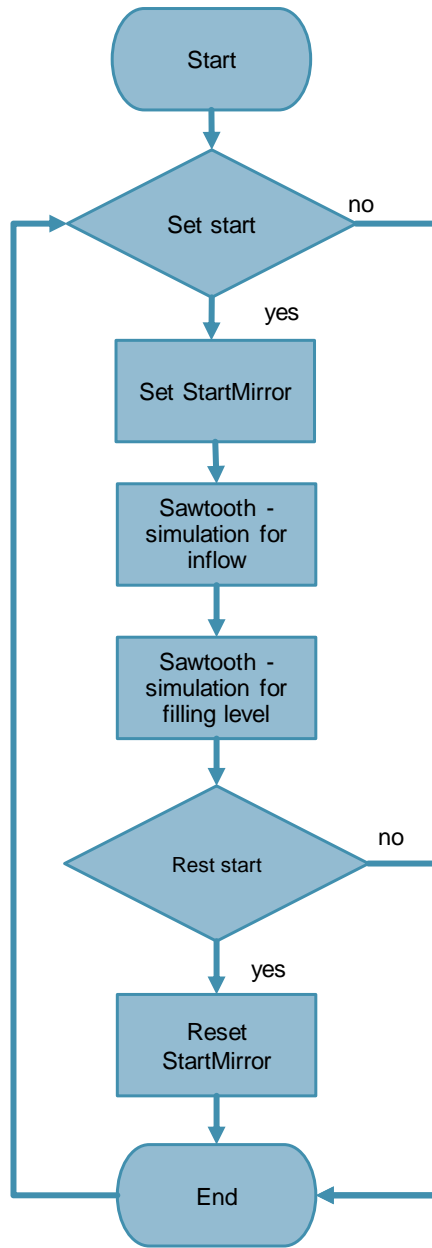 Start
Set start
no
yes
Set StartMirror
Sawtooth -
simulation for
inflow
Sawtooth -
simulation for
filling level
Rest start
no
yes
Reset
StartMirror
End